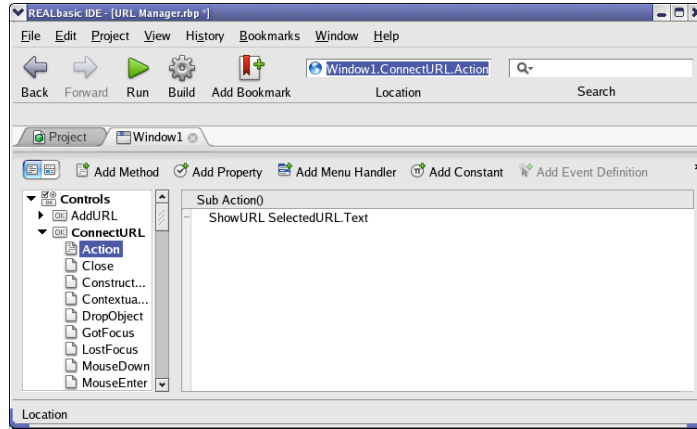 REALbasic IDE - [URL Manager.rbp *]
File Edit Project View History Bookmarks Window Help
Back Forward Run Build Add Bookmark Window1.ConnectURL.Action Location Search
Project Window1
Add Method Add Property Add Menu Handler Add Constant Add Event Definition
Controls
AddURL
ConnectURL
Action
Close
Construct...
Contextua...
DropObject
GotFocus
LostFocus
MouseDown
MouseEnter
Sub Action()
ShowURL SelectedURL.Text
Location